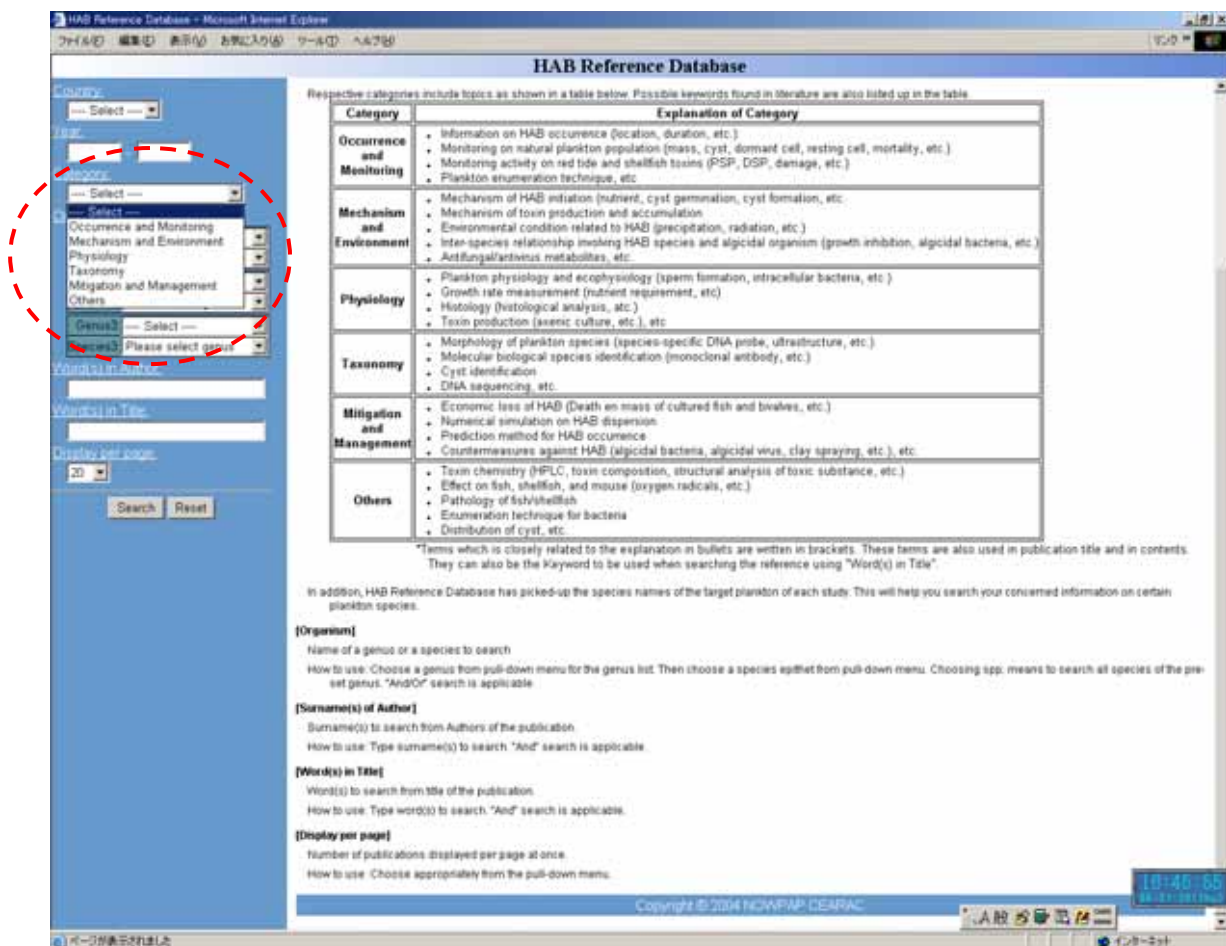 HAB Reference Database - Microsoft Internet Explorer
ファイル(F) 編集(E) 表示(V) お気に入り(A) ツール(T) ヘルプ(H)
リンク »
HAB Reference Database
Country:
--- Select ---
Year:
Category:
--- Select ---
--- Select ---
Occurrence and Monitoring
Mechanism and Environment
Physiology
Taxonomy
Mitigation and Management
Others
Genus3 --- Select ---
Species3 Please select genus
Word(s) in Author:
Word(s) in Title:
Display per page:
20
Search Reset
Respective categories include topics as shown in a table below. Possible keywords found in literature are also listed up in the table.
Category Explanation of Category
Occurrence and Monitoring
• Information on HAB occurrence (location, duration, etc.)
• Monitoring on natural plankton population (mass, cyst, dormant cell, resting cell, mortality, etc.)
• Monitoring activity on red tide and shellfish toxins (PSP, DSP, damage, etc.)
• Plankton enumeration technique, etc
Mechanism and Environment
• Mechanism of HAB initiation (nutrient, cyst germination, cyst formation, etc.
• Mechanism of toxin production and accumulation
• Environmental condition related to HAB (precipitation, radiation, etc.)
• Inter-species relationship involving HAB species and algicidal organism (growth inhibition, algicidal bacteria, etc.)
• Antifungal/antivirus metabolites, etc.
Physiology
• Plankton physiology and ecophysiology (sperm formation, intracellular bacteria, etc.)
• Growth rate measurement (nutrient requirement, etc)
• Histology (histological analysis, atc.)
• Toxin production (axenic culture, etc.), etc
Taxonomy
• Morphology of plankton species (species-specific DNA probe, ultrastructure, etc.)
• Molecular biological species identification (monoclonal antibody, etc.)
• Cyst identification
• DNA sequencing, etc.
Mitigation and Management
• Economic loss of HAB (Death en mass of cultured fish and bivalves, etc.)
• Numerical simulation on HAB dispersion
• Prediction method for HAB occurrence
• Countermeasures against HAB (algicidal bacteria, algicidal virus, clay spraying, etc.), etc.
Others
• Toxin chemistry (HPLC, toxin composition, structural analysis of toxic substance, etc.)
• Effect on fish, shellfish, and mouse (oxygen radicals, etc.)
• Pathology of fish/shellfish
• Enumeration technique for bacteria
• Distribution of cyst, etc.
*Terms which is closely related to the explanation in bullets are written in brackets. These terms are also used in publication title and in contents.
They can also be the Keyword to be used when searching the reference using "Word(s) in Title".
In addition, HAB Reference Database has picked-up the species names of the target plankton of each study. This will help you search your concerned information on certain
plankton species.
[Organism]
Name of a genus or a species to search
How to use: Choose a genus from pull-down menu for the genus list. Then choose a species epithet from pull-down menu. Choosing spp. means to search all species of the pre-
set genus. "And/Or" search is applicable
[Surname(s) of Author]
Surname(s) to search from Authors of the publication.
How to use: Type surname(s) to search. "And" search is applicable.
[Word(s) in Title]
Word(s) to search from title of the publication.
How to use: Type word(s) to search. "And" search is applicable.
[Display per page]
Number of publications displayed per page at once.
How to use: Choose appropriately from the pull-down menu.
Copyright © 2004 NOWPAP CEARAC
A 般
ページが表示されました
インターネット